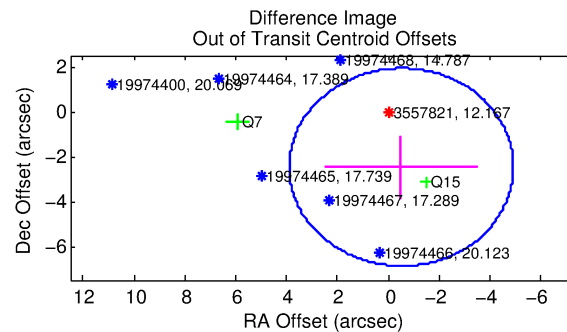 Difference Image
Out of Transit Centroid Offsets
Dec Offset (arcsec)
2
0
−2
−4
−6
19974468, 14.787
19974464, 17.389
19974400, 20.069
3557821, 12.167
Q7
19974465, 17.739
Q15
19974467, 17.289
19974466, 20.123
12 10 8 6 4 2 0 −2 −4 −6
RA Offset (arcsec)